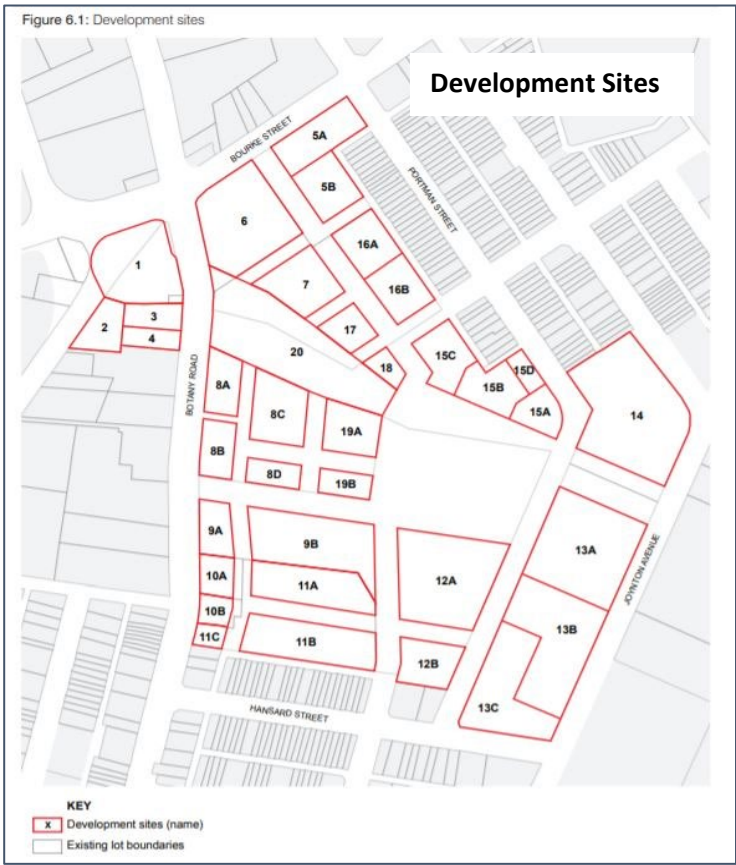 Figure 6.1: Development sites
Development Sites
BOURKE STREET
5A
5B
PORTMAN STREET
6
16A
1
7
16B
3
2
17
4
20
15C
18
15D
BOTANY ROAD
8A
15B
8C
15A
14
19A
8B
8D
19B
9A
9B
13A
10A
11A
12A
JOYNTON AVENUE
10B
13B
11C
11B
12B
13C
HANSARD STREET
KEY
x Development sites (name)
Existing lot boundaries